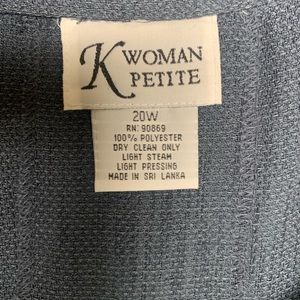 K WOMAN
PETITE
20W
RN: 90869
100% POLYESTER
DRY CLEAN ONLY
LIGHT STEAM
LIGHT PRESSING
MADE IN SRI LANKA